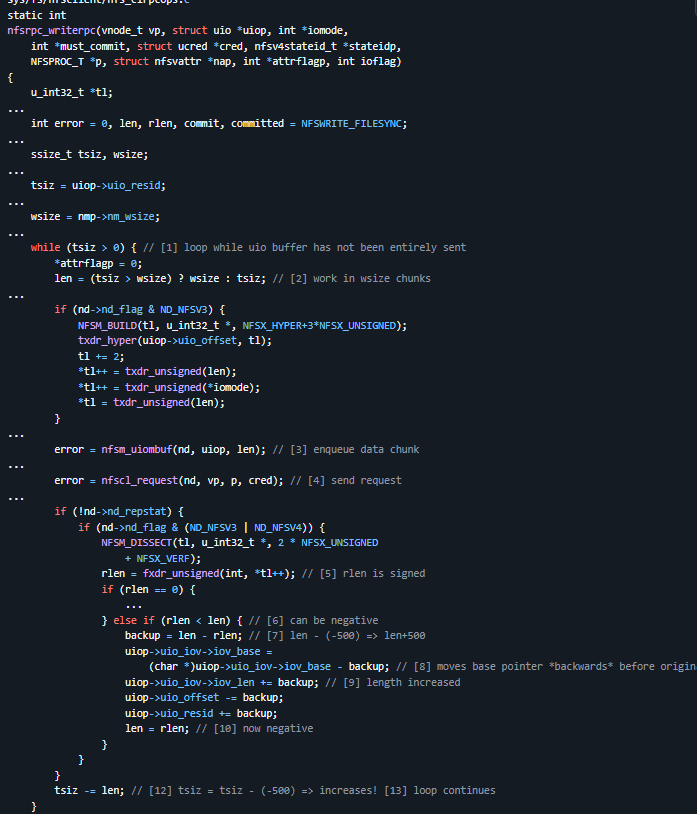 sys/fs/nfsclient/nfs_clrpcops.c
static int
nfsrpc_writerpc(vnode_t vp, struct uio *uiop, int *iomode,
    int *must_commit, struct ucred *cred, nfsv4stateid_t *stateidp,
    NFSPROC_T *p, struct nfsvattr *nap, int *attrflagp, int ioflag)
{
    u_int32_t *tl;
...
    int error = 0, len, rlen, commit, committed = NFSWRITE_FILESYNC;
...
    ssize_t tsiz, wsize;
...
    tsiz = uiop->uio_resid;
...
    wsize = nmp->nm_wsize;
...
    while (tsiz > 0) { // [1] loop while uio buffer has not been entirely sent
        *attrflagp = 0;
        len = (tsiz > wsize) ? wsize : tsiz; // [2] work in wsize chunks
...
        if (nd->nd_flag & ND_NFSV3) {
            NFSM_BUILD(tl, u_int32_t *, NFSX_HYPER+3*NFSX_UNSIGNED);
            txdr_hyper(uiop->uio_offset, tl);
            tl += 2;
            *tl++ = txdr_unsigned(len);
            *tl++ = txdr_unsigned(*iomode);
            *tl = txdr_unsigned(len);
        }
...
        error = nfsm_uiombuf(nd, uiop, len); // [3] enqueue data chunk
...
        error = nfscl_request(nd, vp, p, cred); // [4] send request
...
        if (!nd->nd_repstat) {
            if (nd->nd_flag & (ND_NFSV3 | ND_NFSV4)) {
                NFSM_DISSECT(tl, u_int32_t *, 2 * NFSX_UNSIGNED
                    + NFSX_VERF);
                rlen = fxdr_unsigned(int, *tl++); // [5] rlen is signed
                if (rlen == 0) {
                    ...
                } else if (rlen < len) { // [6] can be negative
                    backup = len - rlen; // [7] len - (-500) => len+500
                    uiop->uio_iov->iov_base =
                        (char *)uiop->uio_iov->iov_base - backup; // [8] moves base pointer *backwards* before origin
                    uiop->uio_iov->iov_len += backup; // [9] length increased
                    uiop->uio_offset -= backup;
                    uiop->uio_resid += backup;
                    len = rlen; // [10] now negative
                }
            }
        }
        tsiz -= len; // [12] tsiz = tsiz - (-500) => increases! [13] loop continues
    }